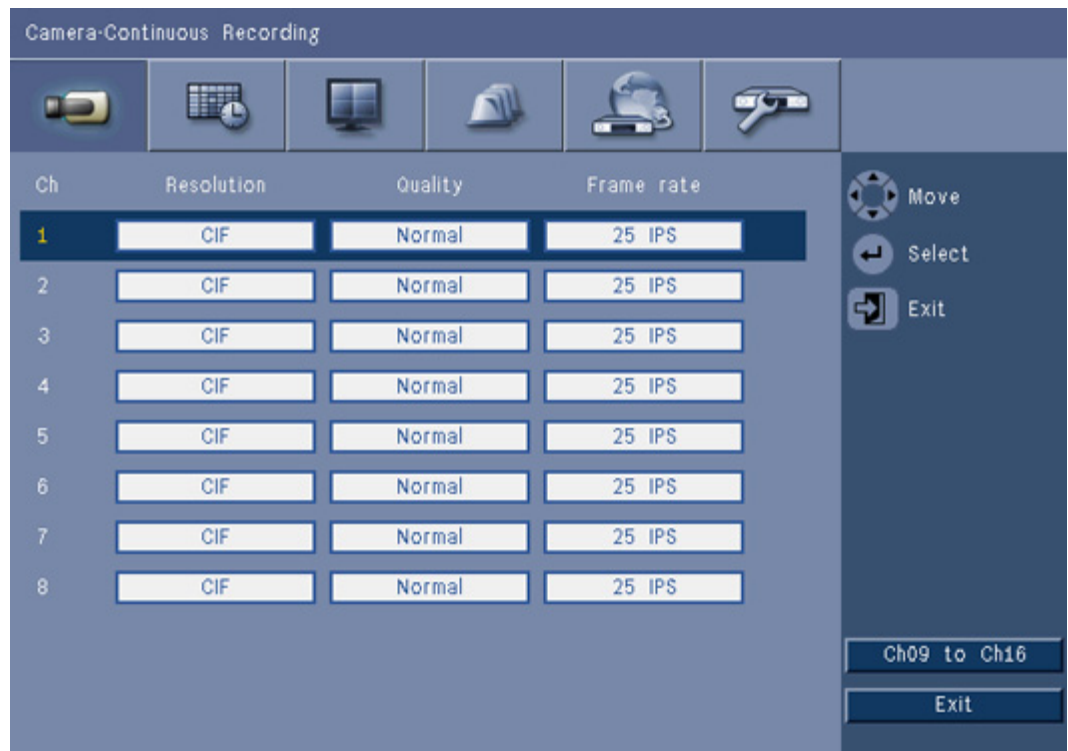 Camera-Continuous Recording
Ch Resolution Quality Frame rate
1 CIF Normal 25 IPS
2 CIF Normal 25 IPS
3 CIF Normal 25 IPS
4 CIF Normal 25 IPS
5 CIF Normal 25 IPS
6 CIF Normal 25 IPS
7 CIF Normal 25 IPS
8 CIF Normal 25 IPS
Move
Select
Exit
Ch09 to Ch16
Exit